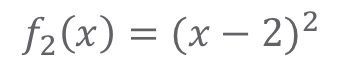 f₂(x) = (x − 2)²